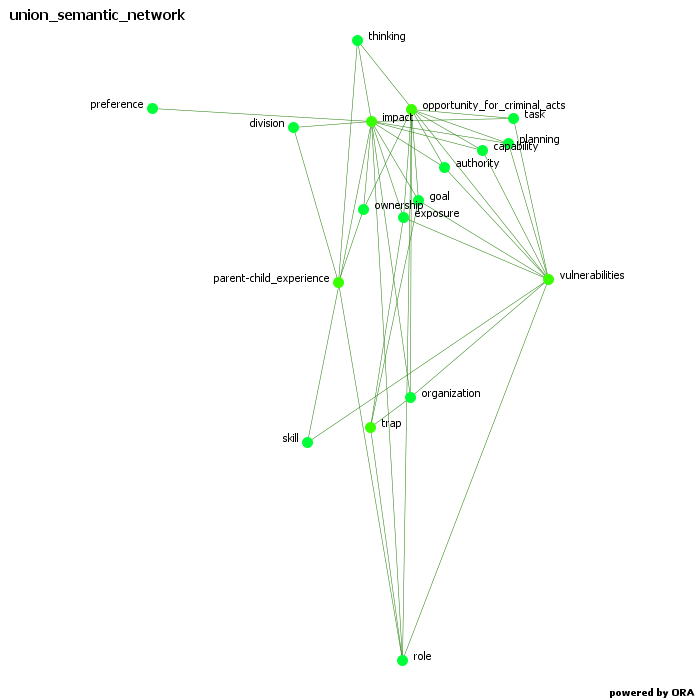 union_semantic_network
thinking
preference
opportunity_for_criminal_acts
impact
task
division
planning
capability
authority
goal
ownership
exposure
parent-child_experience
vulnerabilities
organization
trap
skill
role
powered by ORA